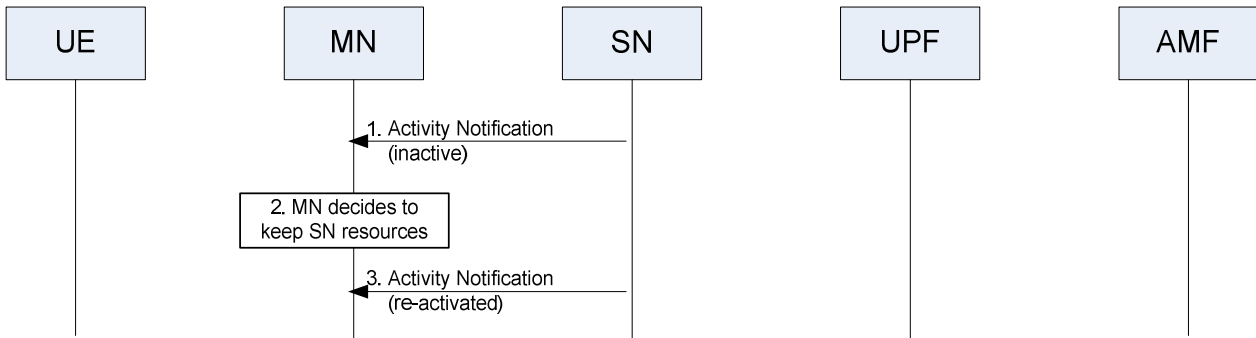 UE
MN
SN
UPF
AMF
1. Activity Notification
(inactive)
2. MN decides to
keep SN resources
3. Activity Notification
(re-activated)